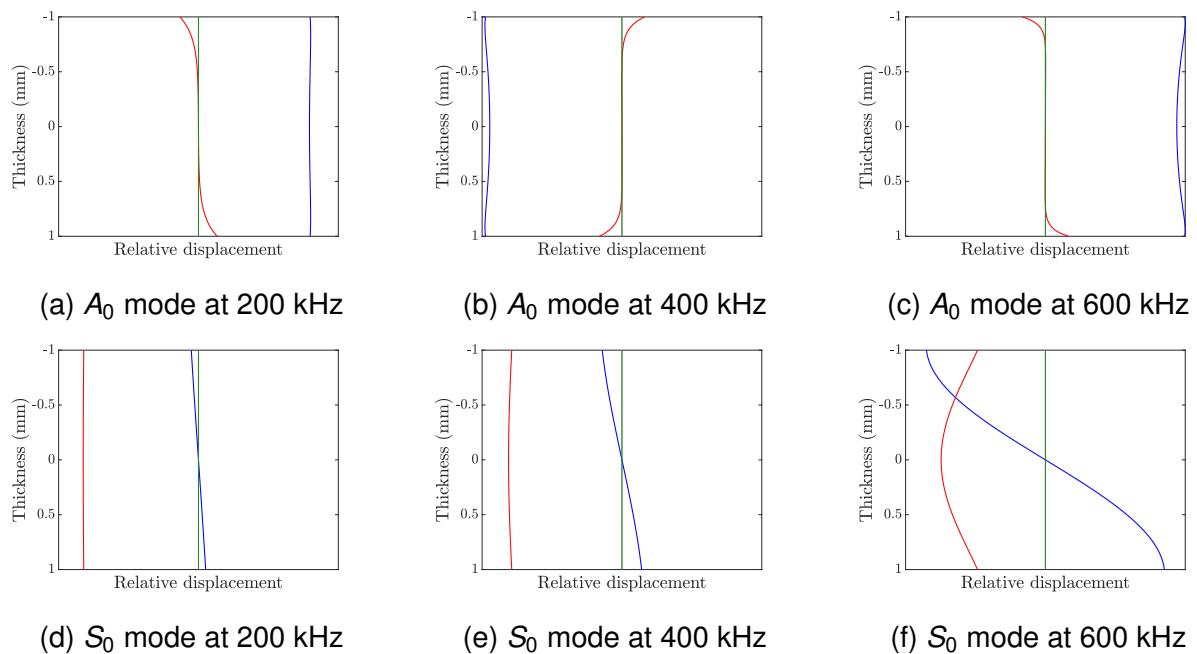 -1
-0.5
0
0.5
1
Thickness (mm)
Relative displacement
(a) A₀ mode at 200 kHz
-1
-0.5
0
0.5
1
Thickness (mm)
Relative displacement
(b) A₀ mode at 400 kHz
-1
-0.5
0
0.5
1
Thickness (mm)
Relative displacement
(c) A₀ mode at 600 kHz
-1
-0.5
0
0.5
1
Thickness (mm)
Relative displacement
(d) S₀ mode at 200 kHz
-1
-0.5
0
0.5
1
Thickness (mm)
Relative displacement
(e) S₀ mode at 400 kHz
-1
-0.5
0
0.5
1
Thickness (mm)
Relative displacement
(f) S₀ mode at 600 kHz